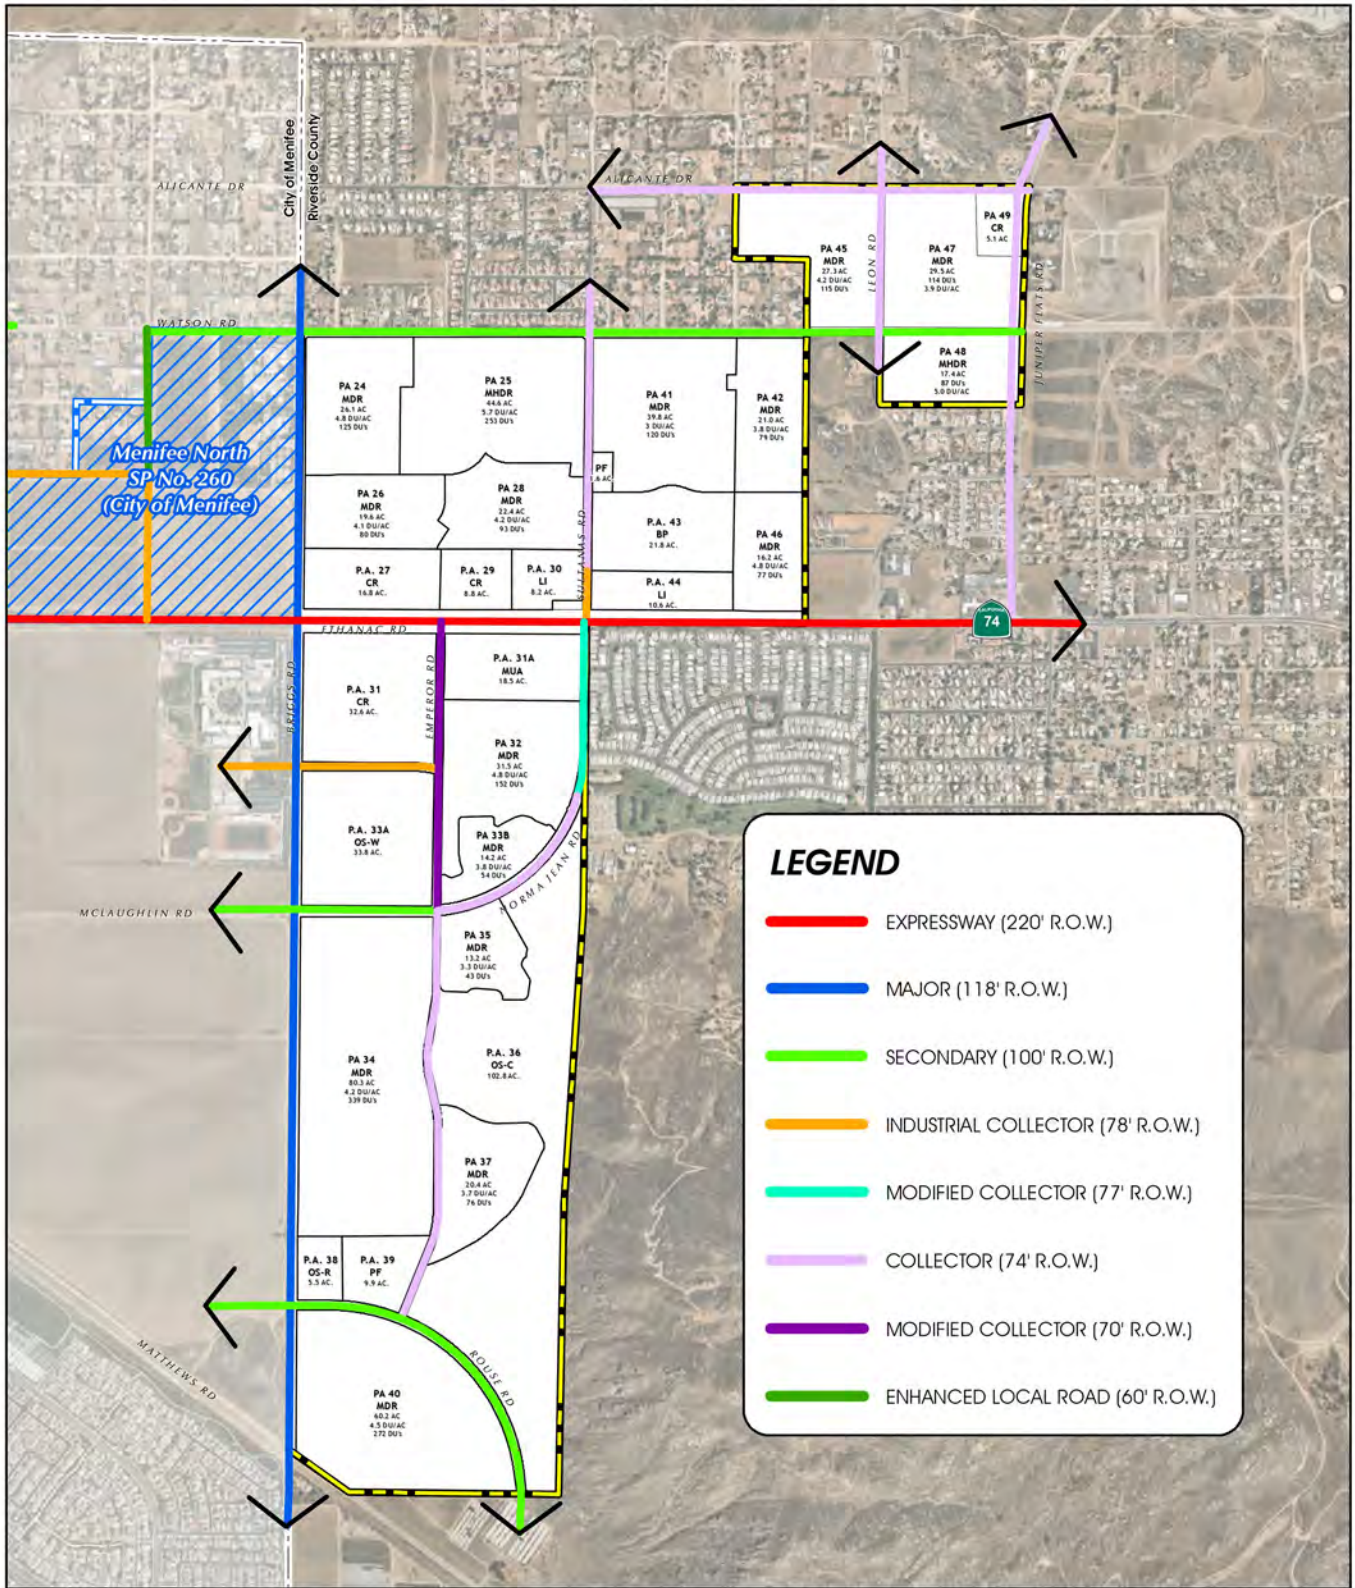 City of Menifee
Riverside County
ALICANTE DR
ALICANTE DR
PA 49
CR
5.1 AC
PA 45
MDR
27.3 AC
4.2 DU/AC
115 DU's
LEON RD
PA 47
MDR
29.5 AC
114 DU's
3.9 DU/AC
JUNIPER FLATS RD
WATSON RD
PA 48
MHDR
17.4 AC
87 DU's
5.0 DU/AC
PA 24
MDR
26.1 AC
4.8 DU/AC
125 DU's
PA 25
MHDR
44.6 AC
5.7 DU/AC
253 DU's
PA 41
MDR
39.8 AC
3 DU/AC
120 DU's
PA 42
MDR
21.0 AC
3.8 DU/AC
79 DU's
Menifee North
SP No. 260
(City of Menifee)
PF
.6 AC
PA 26
MDR
19.6 AC
4.1 DU/AC
80 DU's
PA 28
MDR
22.4 AC
4.2 DU/AC
93 DU's
SULTANAS RD
P.A. 43
BP
21.8 AC.
PA 46
MDR
16.2 AC
4.8 DU/AC
77 DU's
P.A. 27
CR
16.8 AC.
P.A. 29
CR
8.8 AC.
P.A. 30
LI
8.2 AC.
P.A. 44
LI
10.6 AC.
CALIFORNIA
74
ETHANAC RD
BRIGGS RD
P.A. 31
CR
32.6 AC.
EMPEROR RD
P.A. 31A
MUA
18.5 AC.
PA 32
MDR
31.5 AC
4.8 DU/AC
152 DU's
P.A. 33A
OS-W
33.8 AC.
PA 33B
MDR
14.2 AC
3.8 DU/AC
54 DU's
NORMA JEAN RD
MCLAUGHLIN RD
PA 35
MDR
13.2 AC
3.3 DU/AC
43 DU's
PA 34
MDR
80.3 AC
4.2 DU/AC
339 DU's
P.A. 36
OS-C
102.8 AC.
PA 37
MDR
20.4 AC
3.7 DU/AC
76 DU's
P.A. 38
OS-R
5.5 AC.
P.A. 39
PF
9.9 AC.
MATTHEWS RD
ROUSE RD
PA 40
MDR
60.2 AC
4.5 DU/AC
272 DU's
LEGEND
EXPRESSWAY (220' R.O.W.)
MAJOR (118' R.O.W.)
SECONDARY (100' R.O.W.)
INDUSTRIAL COLLECTOR (78' R.O.W.)
MODIFIED COLLECTOR (77' R.O.W.)
COLLECTOR (74' R.O.W.)
MODIFIED COLLECTOR (70' R.O.W.)
ENHANCED LOCAL ROAD (60' R.O.W.)